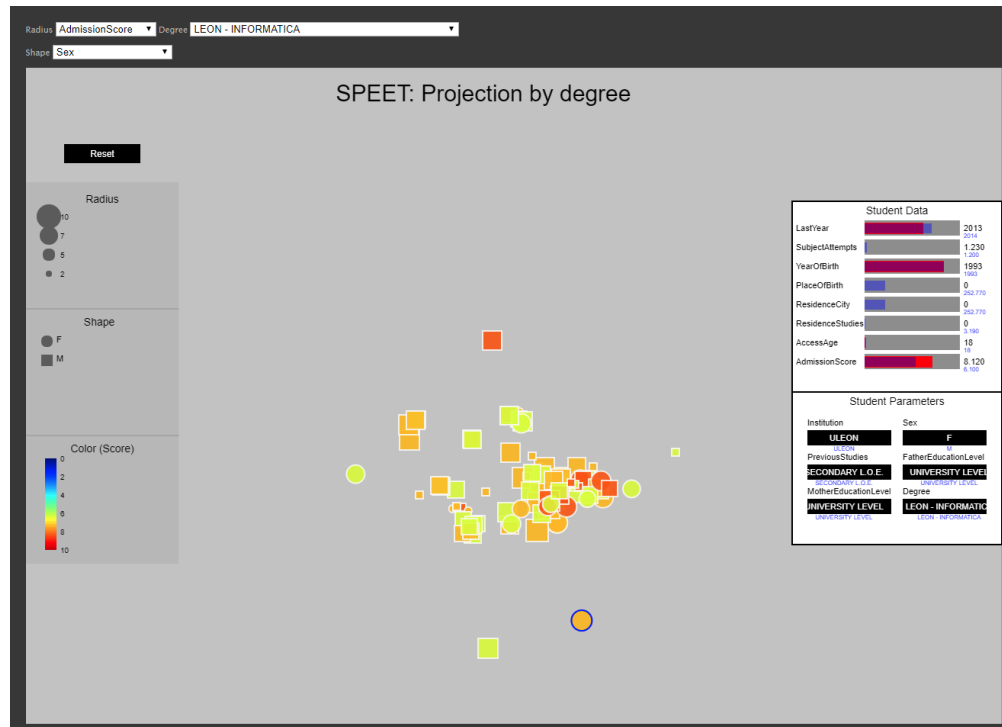 Radius AdmissionScore Degree LEON - INFORMATICA
Shape Sex
SPEET: Projection by degree
Reset
Radius
10
7
5
2
Shape
F
M
Color (Score)
0
2
4
6
8
10
Student Data
LastYear 2013
2014
SubjectAttempts 1.230
1.200
YearOfBirth 1993
1993
PlaceOfBirth 0
252.770
ResidenceCity 0
252.770
ResidenceStudies 0
3.190
AccessAge 18
18
AdmissionScore 8.120
6.100
Student Parameters
Institution Sex
ULEON F
ULEON M
PreviousStudies FatherEducationLevel
SECONDARY L.O.E. UNIVERSITY LEVEL
SECONDARY L.O.E. UNIVERSITY LEVEL
MotherEducationLevel Degree
UNIVERSITY LEVEL LEON - INFORMATIC
UNIVERSITY LEVEL LEON - INFORMATICA